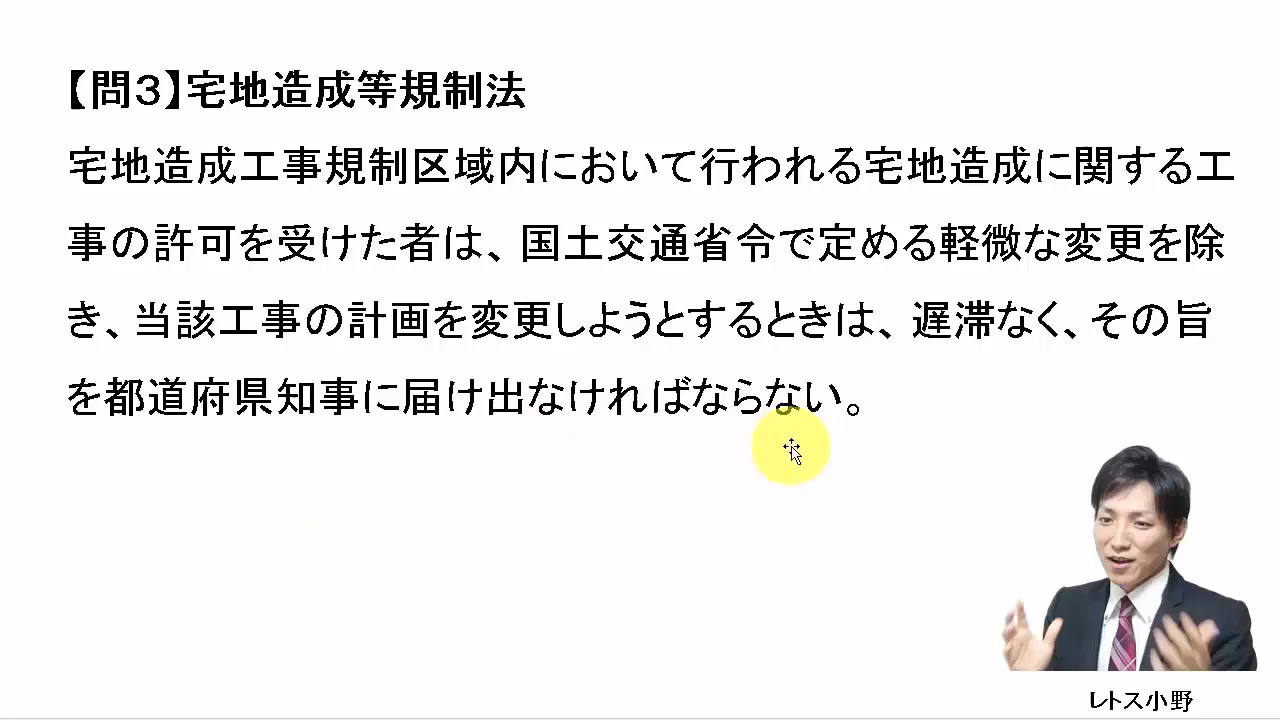 【問３】宅地造成等規制法
宅地造成工事規制区域内において行われる宅地造成に関する工
事の許可を受けた者は、国土交通省令で定める軽微な変更を除
き、当該工事の計画を変更しようとするときは、遅滞なく、その旨
を都道府県知事に届け出なければならない。
レトス小野